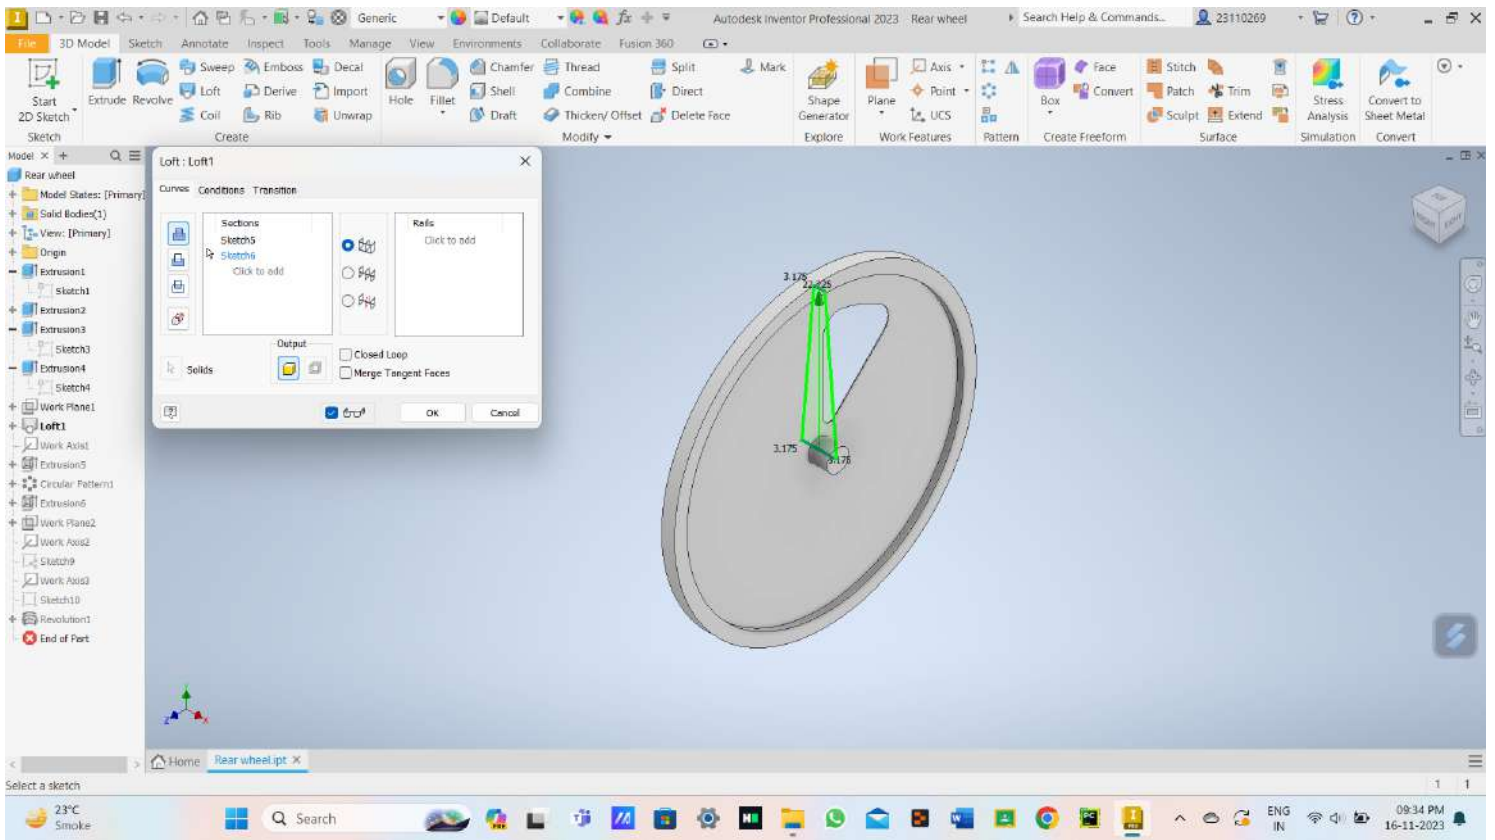 Generic
Default
Autodesk Inventor Professional 2023 Rear wheel
Search Help & Commands...
23110269
File 3D Model Sketch Annotate Inspect Tools Manage View Environments Collaborate Fusion 360
Start 2D Sketch
Extrude Revolve
Sweep Emboss Decal
Loft Derive Import
Coil Rib Unwrap
Hole Fillet
Chamfer Thread Split Mark
Shell Combine Direct
Draft Thicken/ Offset Delete Face
Shape Generator
Plane
Axis
Point
UCS
Box
Face
Convert
Stitch
Patch Trim
Sculpt Extend
Stress Analysis
Convert to Sheet Metal
Sketch Create Modify Explore Work Features Pattern Create Freeform Surface Simulation Convert
Model × +
Rear wheel
Model States: [Primary]
Solid Bodies(1)
View: [Primary]
Origin
Extrusion1
Sketch1
Extrusion2
Extrusion3
Sketch3
Extrusion4
Sketch4
Work Plane1
Loft1
Work Axis1
Extrusion5
Circular Pattern1
Extrusion6
Work Plane2
Work Axis2
Sketch9
Work Axis3
Sketch10
Revolution1
End of Part
Loft : Loft1
Curves Conditions Transition
Sections
Sketch5
Sketch6
Click to add
Rails
Click to add
Output
Solids
Closed Loop
Merge Tangent Faces
OK Cancel
3.175
3.175
3.175
Y
Z
X
Home Rear wheel.ipt ×
Select a sketch
1 1
23°C
Smoke
Search
ENG
IN
09:34 PM
16-11-2023